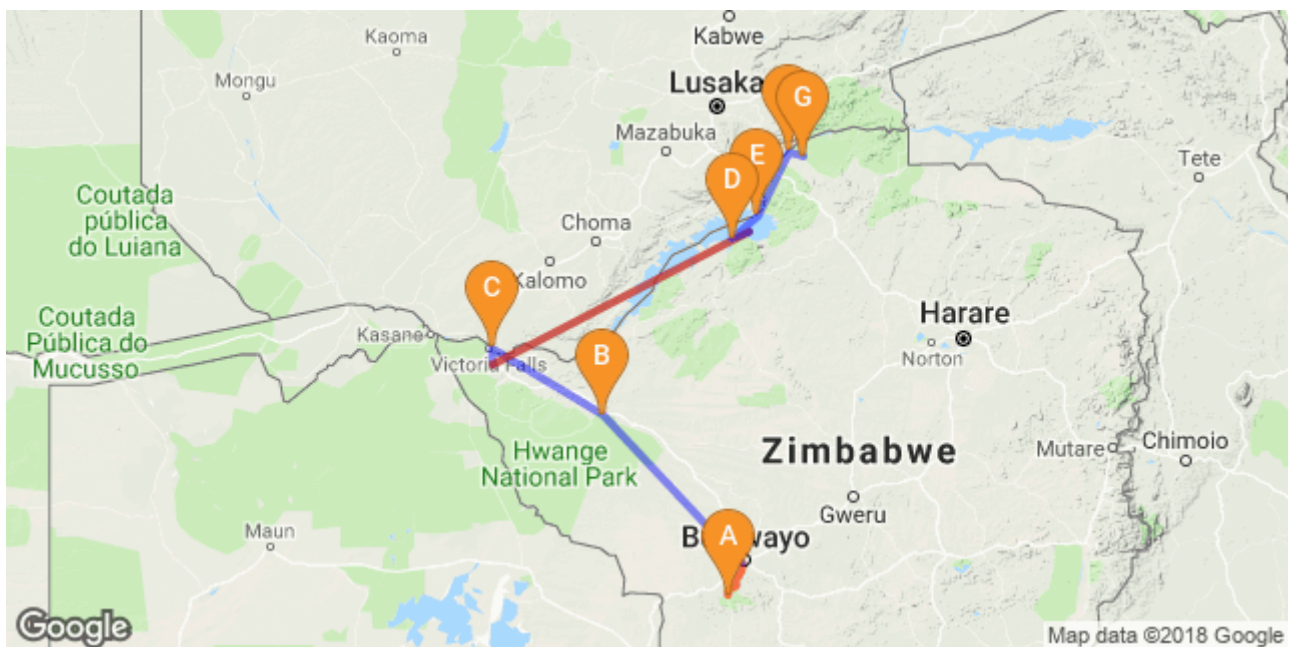 Kaoma
Kabwe
Mongu
Lusaka
G
Mazabuka
E
Tete
D
Coutada
pública
do Luiana
Choma
Kalomo
C
Coutada
Pública do
Mucusso
Kasane
Harare
Victoria Falls
Norton
B
Zimbabwe
Mutare
Chimoio
Hwange
National Park
Gweru
Maun
A
wayo
Google
Map data ©2018 Google